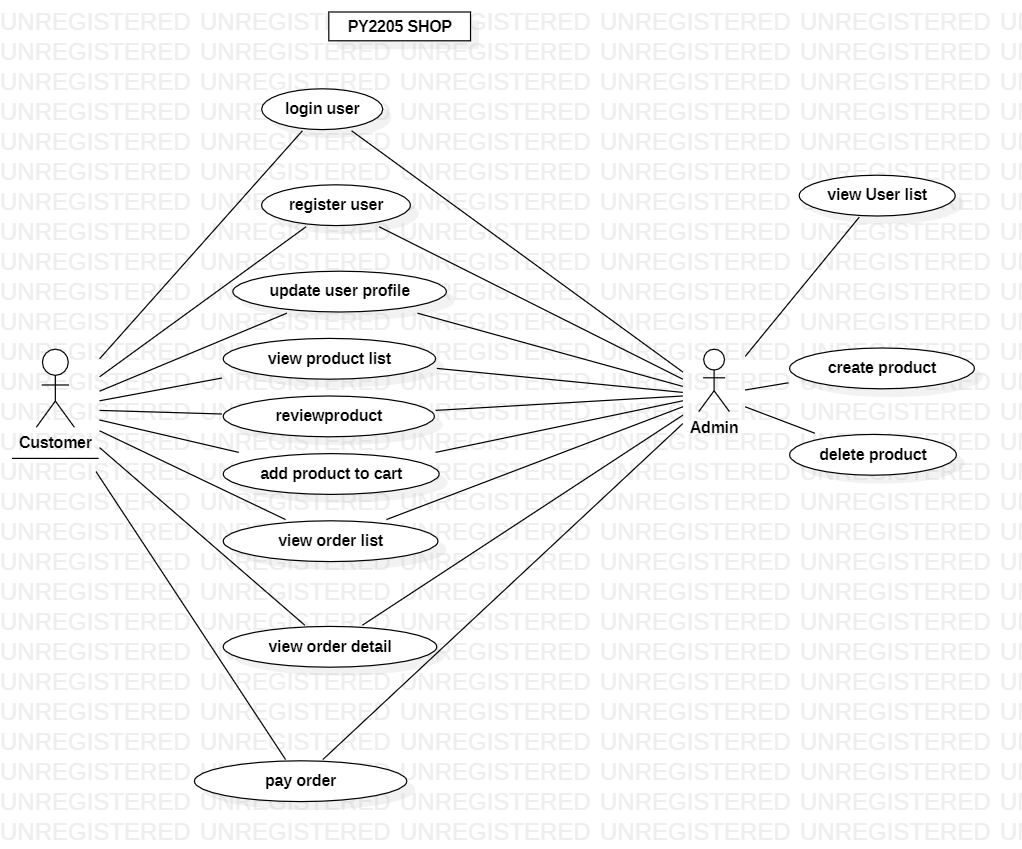 PY2205 SHOP
login user
register user
view User list
update user profile
view product list
create product
reviewproduct
Customer
Admin
add product to cart
delete product
view order list
view order detail
pay order
UNREGISTERED